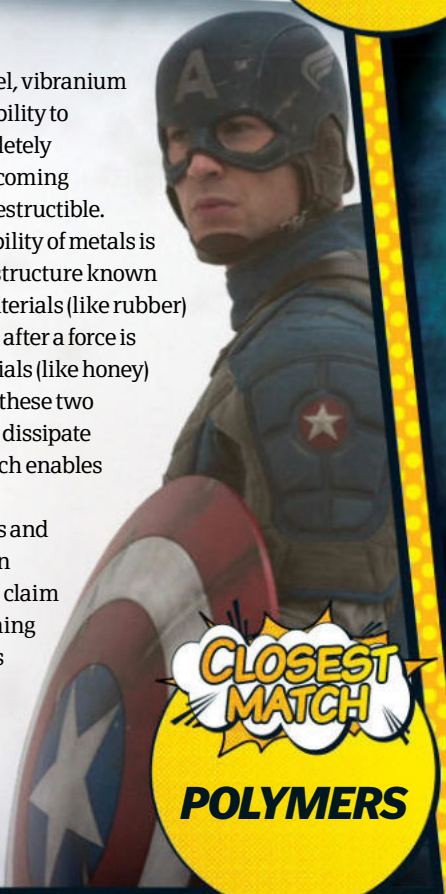 el, vibranium
bility to
letely
coming
estructible.
bility of metals is
structure known
terials (like rubber)
after a force is
ials (like honey)
these two
dissipate
ch enables
s and
n
claim
ning
s
A
CLOSEST
MATCH
POLYMERS